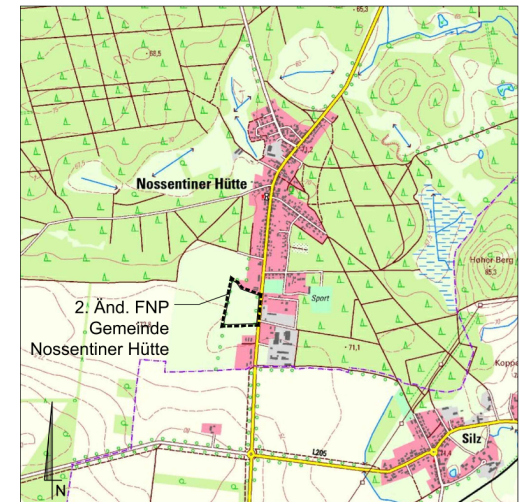 65,3
68,5
Nossentiner Hütte
Hoher Berg
85,3
2. Änd. FNP
Gemeinde
Nossentiner Hütte
Sport
71,1
Koppe
Silz
L205
N